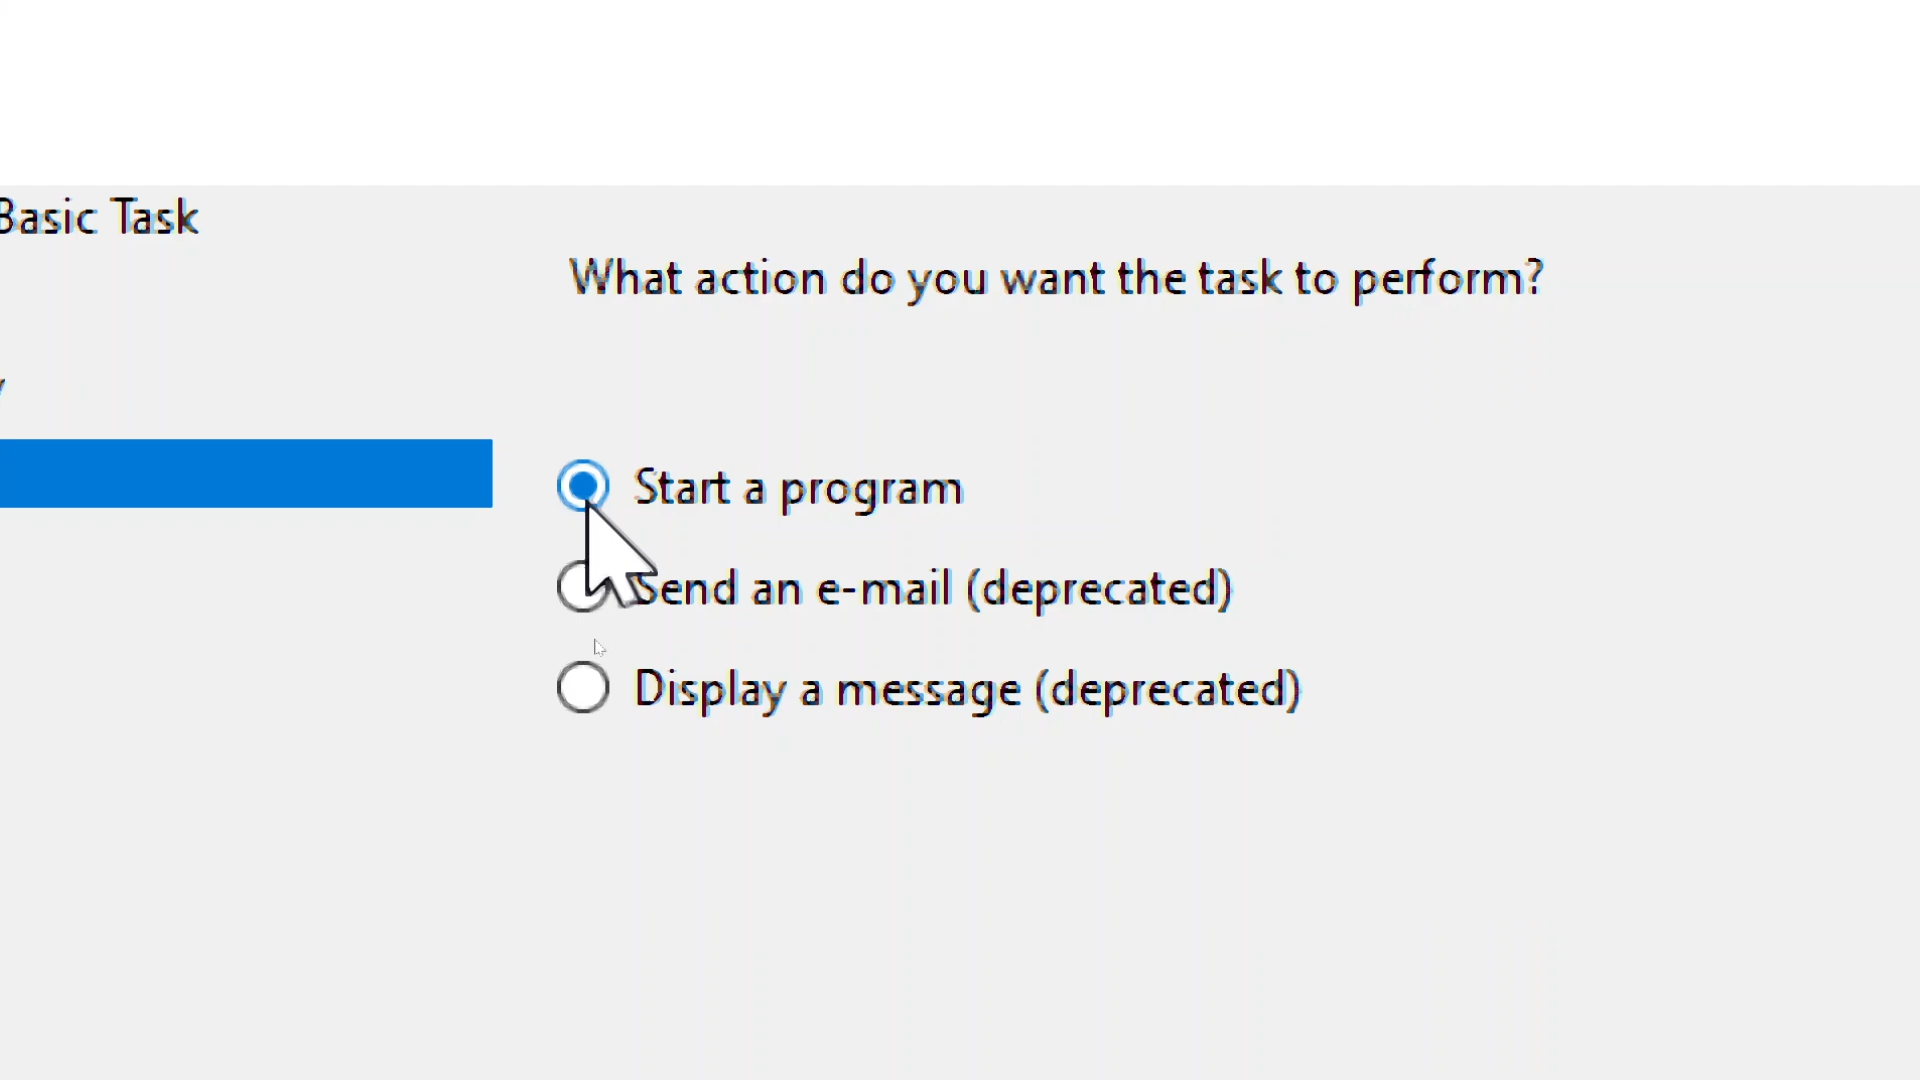 Basic Task
What action do you want the task to perform?
Start a program
Send an e-mail (deprecated)
Display a message (deprecated)